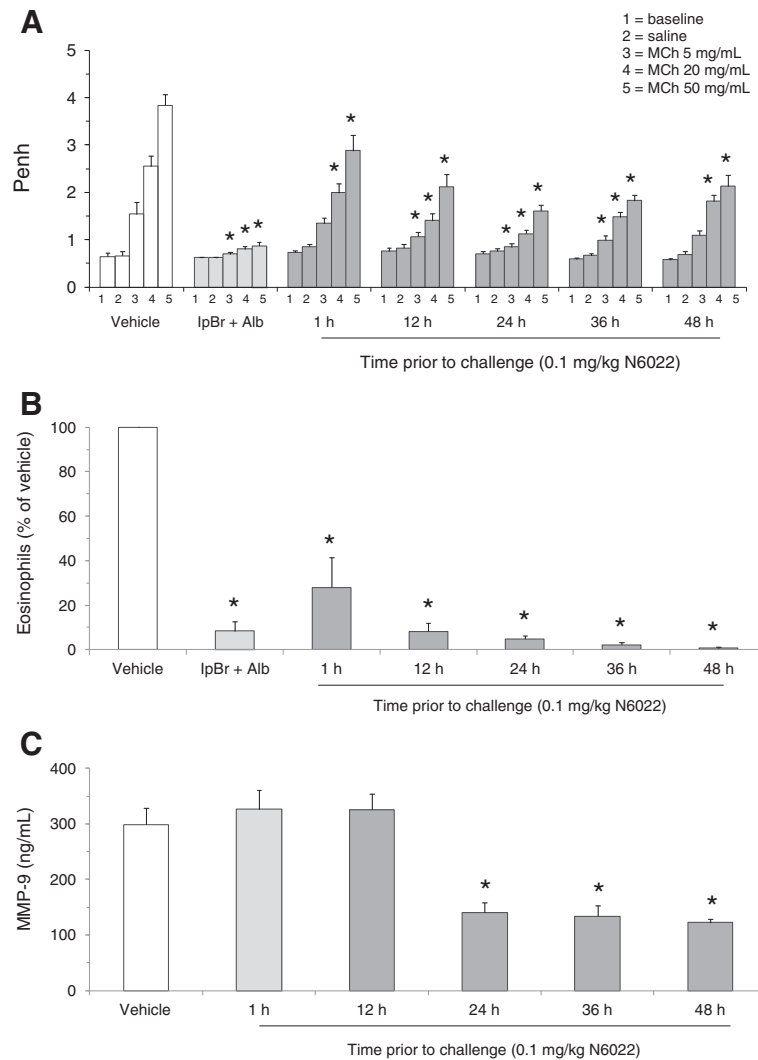 A
1 = baseline
2 = saline
3 = MCh 5 mg/mL
4 = MCh 20 mg/mL
5 = MCh 50 mg/mL
Penh
5
4
3
2
1
0
* * * * * * * * * * * * * * * * *
1 2 3 4 5 1 2 3 4 5 1 2 3 4 5 1 2 3 4 5 1 2 3 4 5 1 2 3 4 5 1 2 3 4 5
Vehicle IpBr + Alb 1 h 12 h 24 h 36 h 48 h
Time prior to challenge (0.1 mg/kg N6022)
B
Eosinophils (% of vehicle)
100
80
60
40
20
0
* * * * * *
Vehicle IpBr + Alb 1 h 12 h 24 h 36 h 48 h
Time prior to challenge (0.1 mg/kg N6022)
C
MMP-9 (ng/mL)
400
300
200
100
0
* * *
Vehicle 1 h 12 h 24 h 36 h 48 h
Time prior to challenge (0.1 mg/kg N6022)